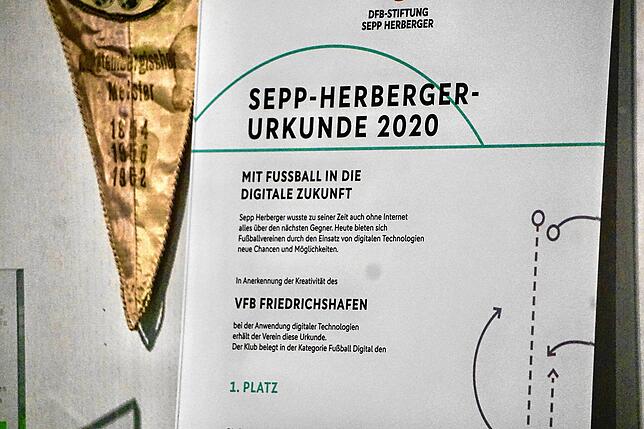 Meister
DFB-STIFTUNG
SEPP HERBERGER
SEPP-HERBERGER-
URKUNDE 2020
MIT FUSSBALL IN DIE
DIGITALE ZUKUNFT
Sepp Herberger wusste zu seiner Zeit auch ohne Internet
alles über den nächsten Gegner. Heute bieten sich
Fußballvereinen durch den Einsatz von digitalen Technologien
neue Chancen und Möglichkeiten.
In Anerkennung der Kreativität des
VFB FRIEDRICHSHAFEN
bei der Anwendung digitaler Technologien
erhält der Verein diese Urkunde.
Der Klub belegt in der Kategorie Fußball Digital den
1. PLATZ